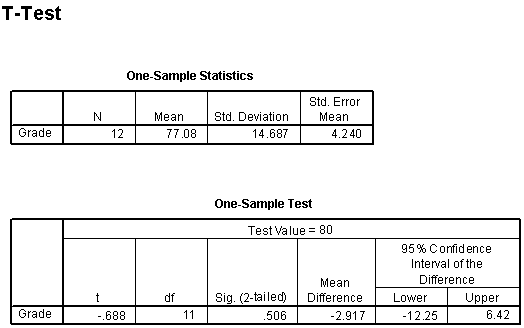 T-Test
One-Sample Statistics
N Mean Std. Deviation Std. Error Mean
Grade 12 77.08 14.687 4.240
One-Sample Test
Test Value = 80
t df Sig. (2-tailed) Mean Difference 95% Confidence Interval of the Difference
Lower Upper
Grade -.688 11 .506 -2.917 -12.25 6.42